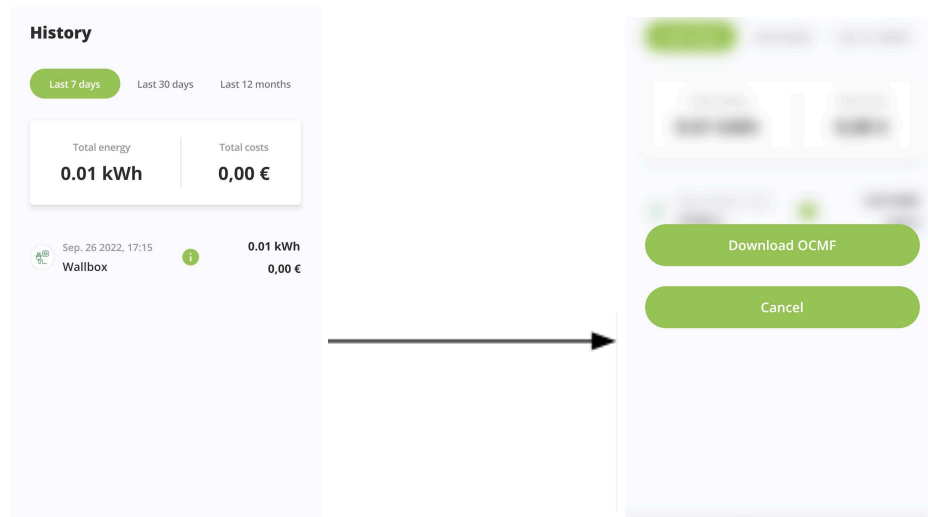 History
Last 7 days Last 30 days Last 12 months
Total energy Total costs
0.01 kWh 0,00 €
Sep. 26 2022, 17:15 0.01 kWh
Wallbox i 0,00 €
Download OCMF
Cancel